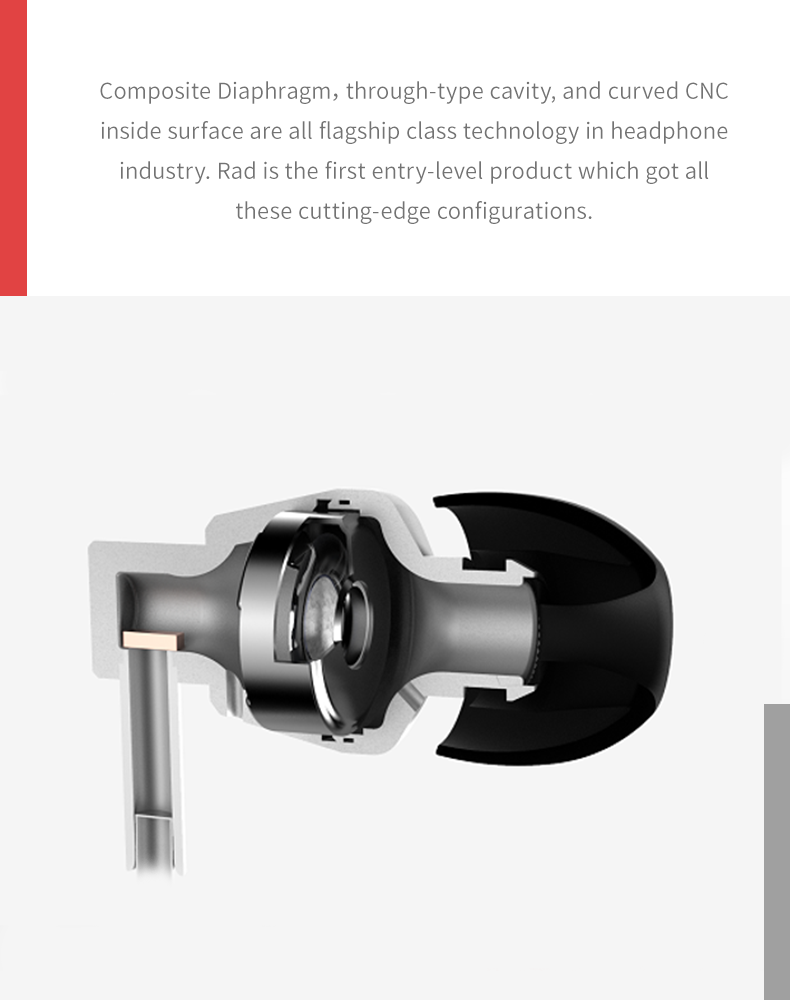 Composite Diaphragm，through-type cavity, and curved CNC
inside surface are all flagship class technology in headphone
industry. Rad is the first entry-level product which got all
these cutting-edge configurations.